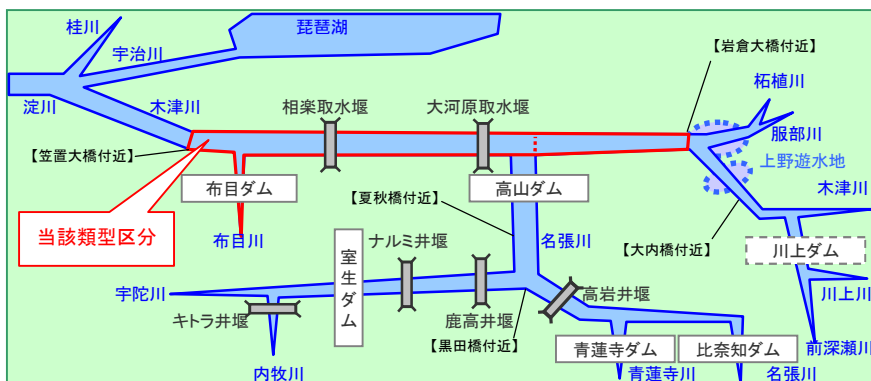 桂川
宇治川
琵琶湖
【岩倉大橋付近】
柘植川
淀川
木津川
相楽取水堰
大河原取水堰
服部川
【笠置大橋付近】
上野遊水地
布目ダム
高山ダム
木津川
【夏秋橋付近】
当該類型区分
布目川
室生ダム
ナルミ井堰
名張川
【大内橋付近】
川上ダム
宇陀川
高岩井堰
川上川
キトラ井堰
鹿高井堰
【黒田橋付近】
青蓮寺ダム
比奈知ダム
前深瀬川
内牧川
青蓮寺川
名張川